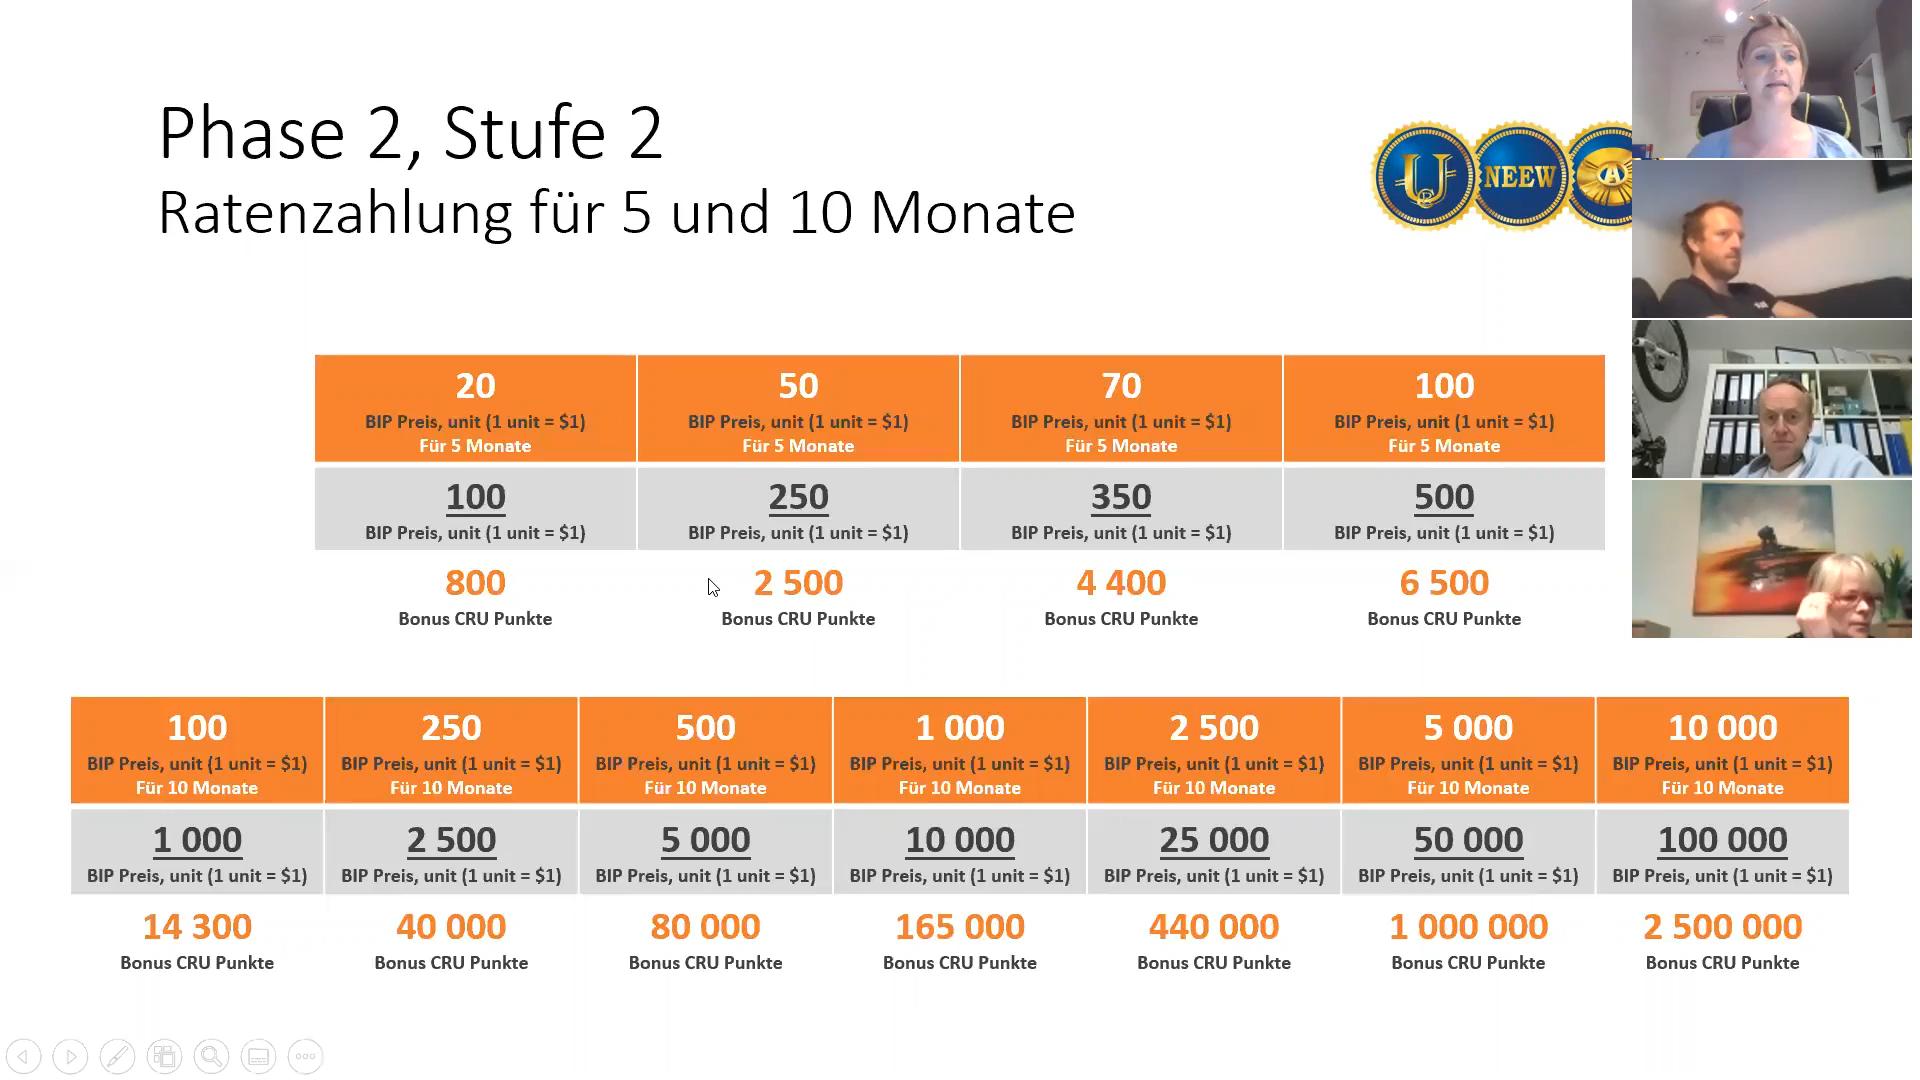 Phase 2, Stufe 2
Ratenzahlung für 5 und 10 Monate
U NEEW A
20 50 70 100
BIP Preis, unit (1 unit = $1) BIP Preis, unit (1 unit = $1) BIP Preis, unit (1 unit = $1) BIP Preis, unit (1 unit = $1)
Für 5 Monate Für 5 Monate Für 5 Monate Für 5 Monate
100 250 350 500
BIP Preis, unit (1 unit = $1) BIP Preis, unit (1 unit = $1) BIP Preis, unit (1 unit = $1) BIP Preis, unit (1 unit = $1)
800 2 500 4 400 6 500
Bonus CRU Punkte Bonus CRU Punkte Bonus CRU Punkte Bonus CRU Punkte
100 250 500 1 000 2 500 5 000 10 000
BIP Preis, unit (1 unit = $1) BIP Preis, unit (1 unit = $1) BIP Preis, unit (1 unit = $1) BIP Preis, unit (1 unit = $1) BIP Preis, unit (1 unit = $1) BIP Preis, unit (1 unit = $1) BIP Preis, unit (1 unit = $1)
Für 10 Monate Für 10 Monate Für 10 Monate Für 10 Monate Für 10 Monate Für 10 Monate Für 10 Monate
1 000 2 500 5 000 10 000 25 000 50 000 100 000
BIP Preis, unit (1 unit = $1) BIP Preis, unit (1 unit = $1) BIP Preis, unit (1 unit = $1) BIP Preis, unit (1 unit = $1) BIP Preis, unit (1 unit = $1) BIP Preis, unit (1 unit = $1) BIP Preis, unit (1 unit = $1)
14 300 40 000 80 000 165 000 440 000 1 000 000 2 500 000
Bonus CRU Punkte Bonus CRU Punkte Bonus CRU Punkte Bonus CRU Punkte Bonus CRU Punkte Bonus CRU Punkte Bonus CRU Punkte